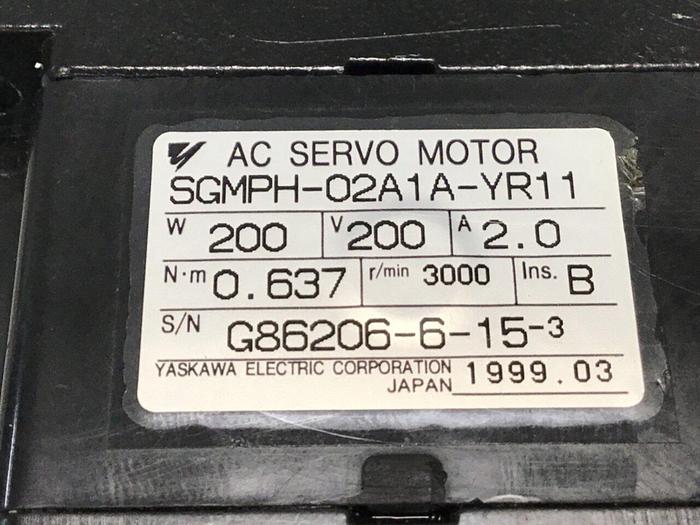 AC SERVO MOTOR
SGMPH-02A1A-YR11
W 200 V 200 A 2.0
N·m 0.637 r/min 3000 Ins. B
S/N G86206-6-15-3
YASKAWA ELECTRIC CORPORATION
JAPAN 1999.03